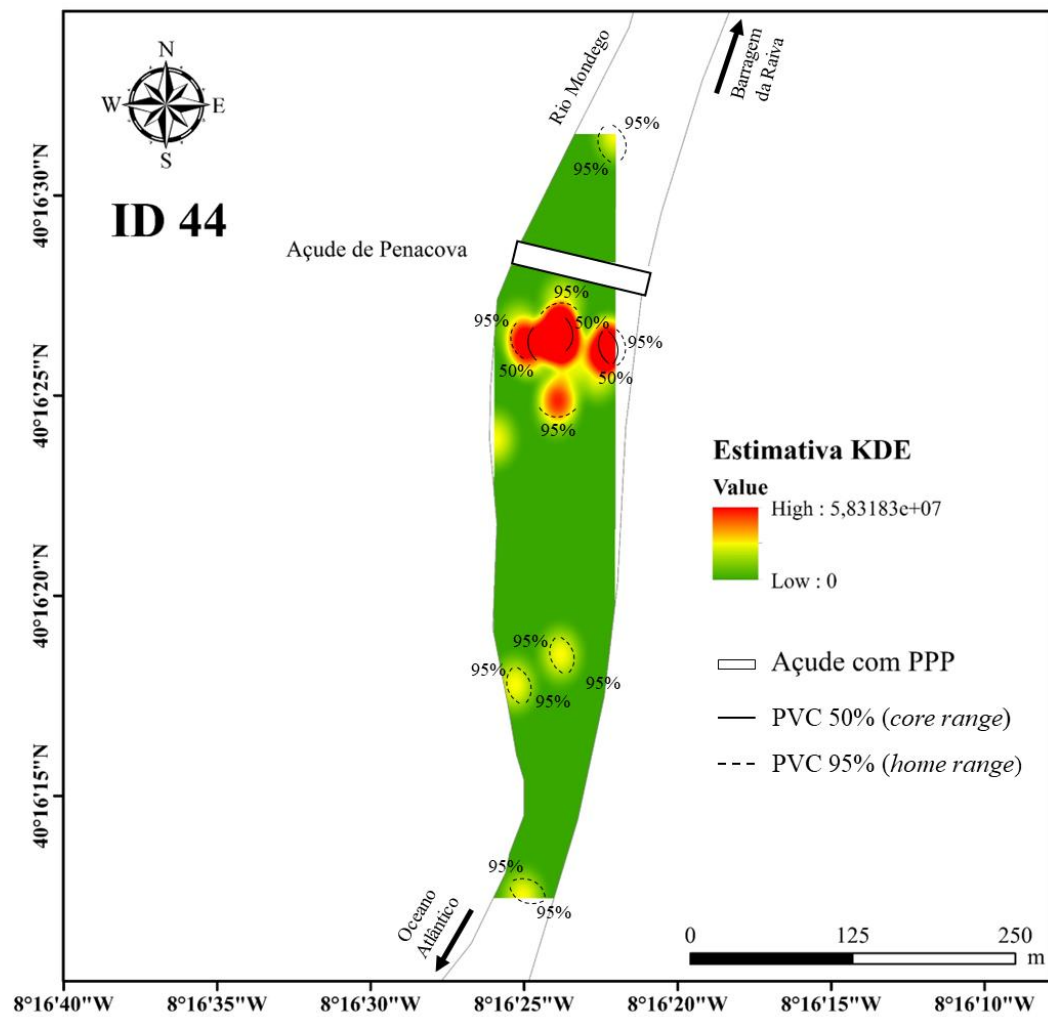 N
W
E
S
ID 44
Rio Mondego
Barragem
da Raiva
95%
95%
Açude de Penacova
95%
95%
50%
95%
50%
50%
95%
95%
95%
95%
95%
95%
95%
95%
Oceano
Atlântico
Estimativa KDE
Value
High : 5,83183e+07
Low : 0
Açude com PPP
PVC 50% (core range)
PVC 95% (home range)
0
125
250
m
40°16'30"N
40°16'25"N
40°16'20"N
40°16'15"N
8°16'40"W
8°16'35"W
8°16'30"W
8°16'25"W
8°16'20"W
8°16'15"W
8°16'10"W